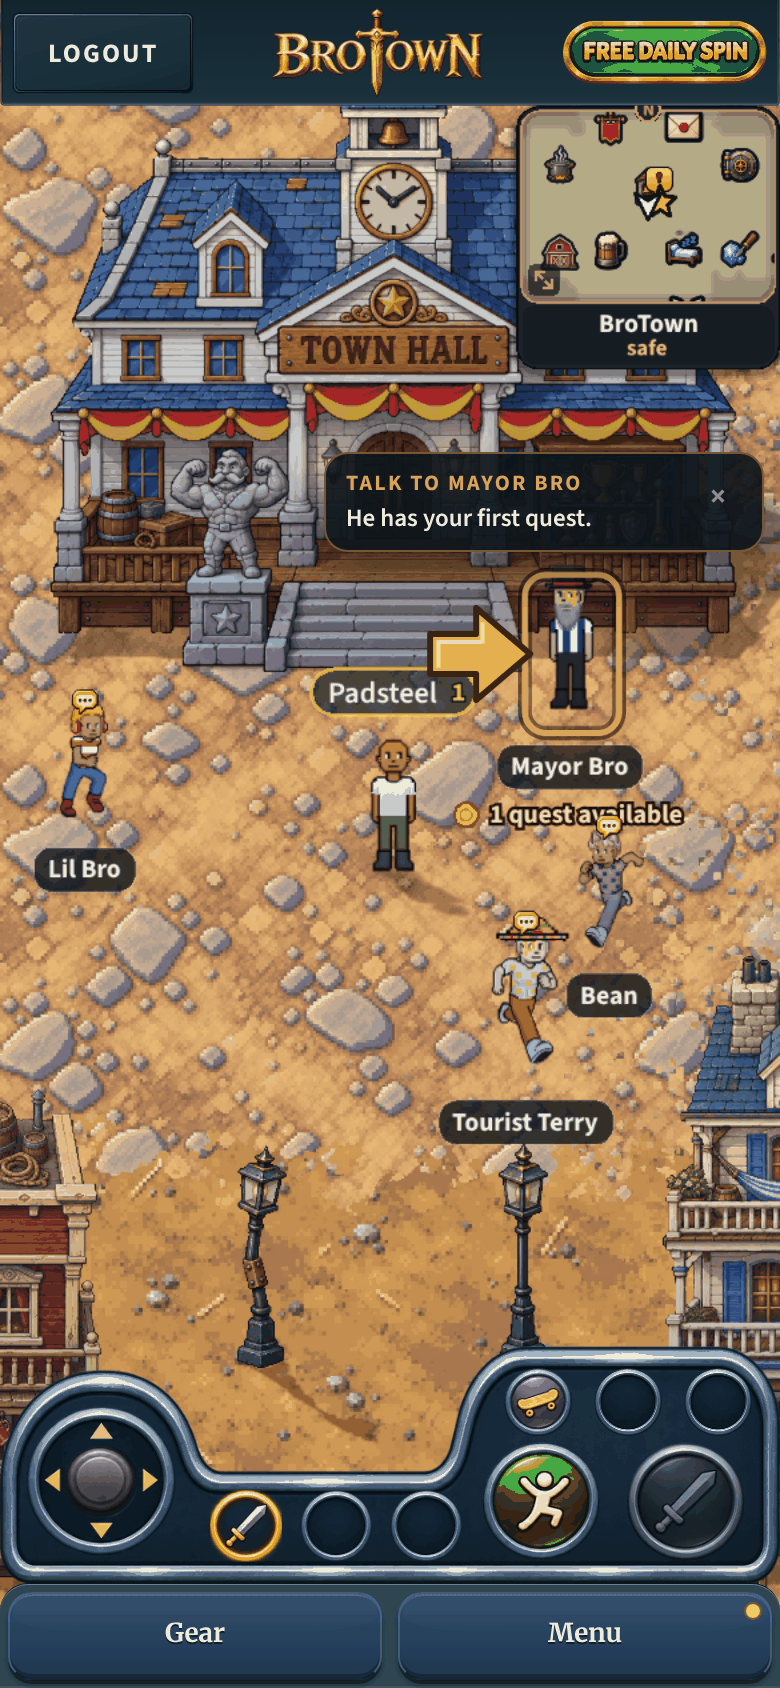 LOGOUT
BROTOWN
FREE DAILY SPIN
N
BroTown
safe
TOWN HALL
TALK TO MAYOR BRO
×
He has your first quest.
Padsteel 1
Mayor Bro
1 quest available
Lil Bro
Bean
Tourist Terry
Gear
Menu